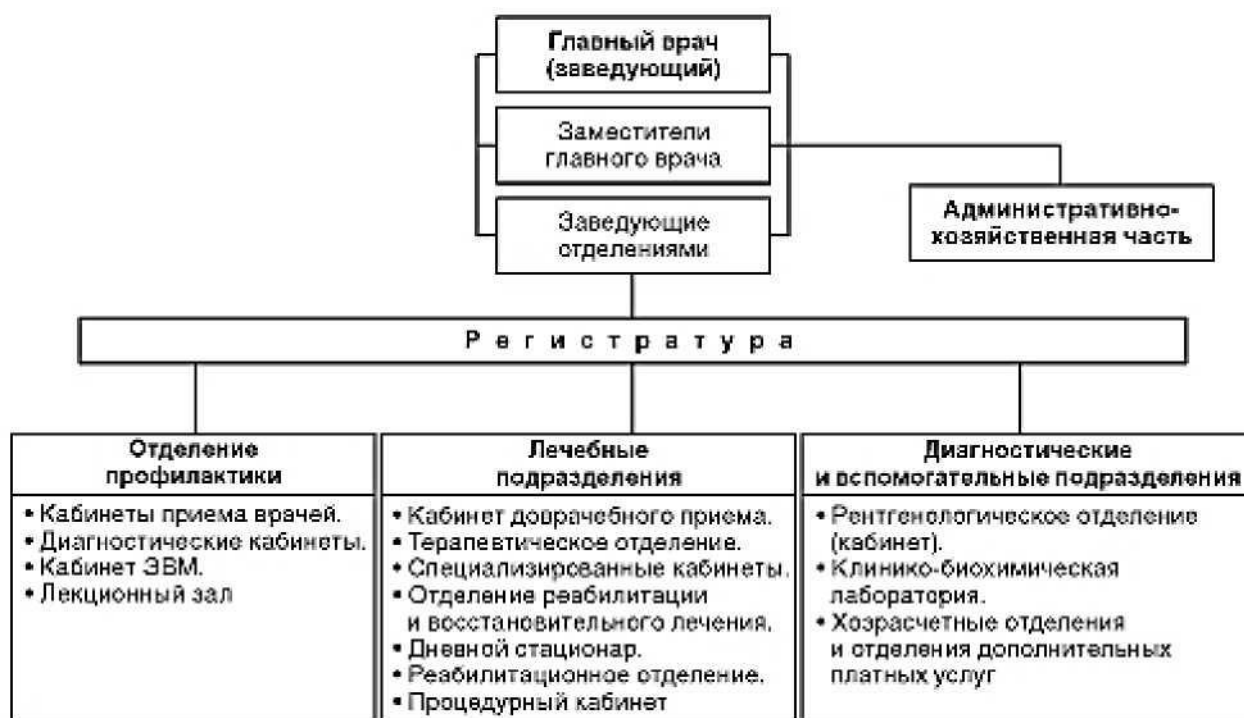 Главный врач
(заведующий)
Заместители
главного врача
Заведующие
отделениями
Административно-
хозяйственная часть
Регистратура
Отделение
профилактики
• Кабинеты приема врачей.
• Диагностические кабинеты.
• Кабинет ЭВМ.
• Лекционный зал
Лечебные
подразделения
• Кабинет доврачебного приема.
• Терапевтическое отделение.
• Специализированные кабинеты.
• Отделение реабилитации
и восстановительного лечения.
• Дневной стационар.
• Реабилитационное отделение.
• Процедурный кабинет
Диагностические
и вспомогательные подразделения
• Рентгенологическое отделение
(кабинет).
• Клинико-биохимическая
лаборатория.
• Хозрасчетные отделения
и отделения дополнительных
платных услуг